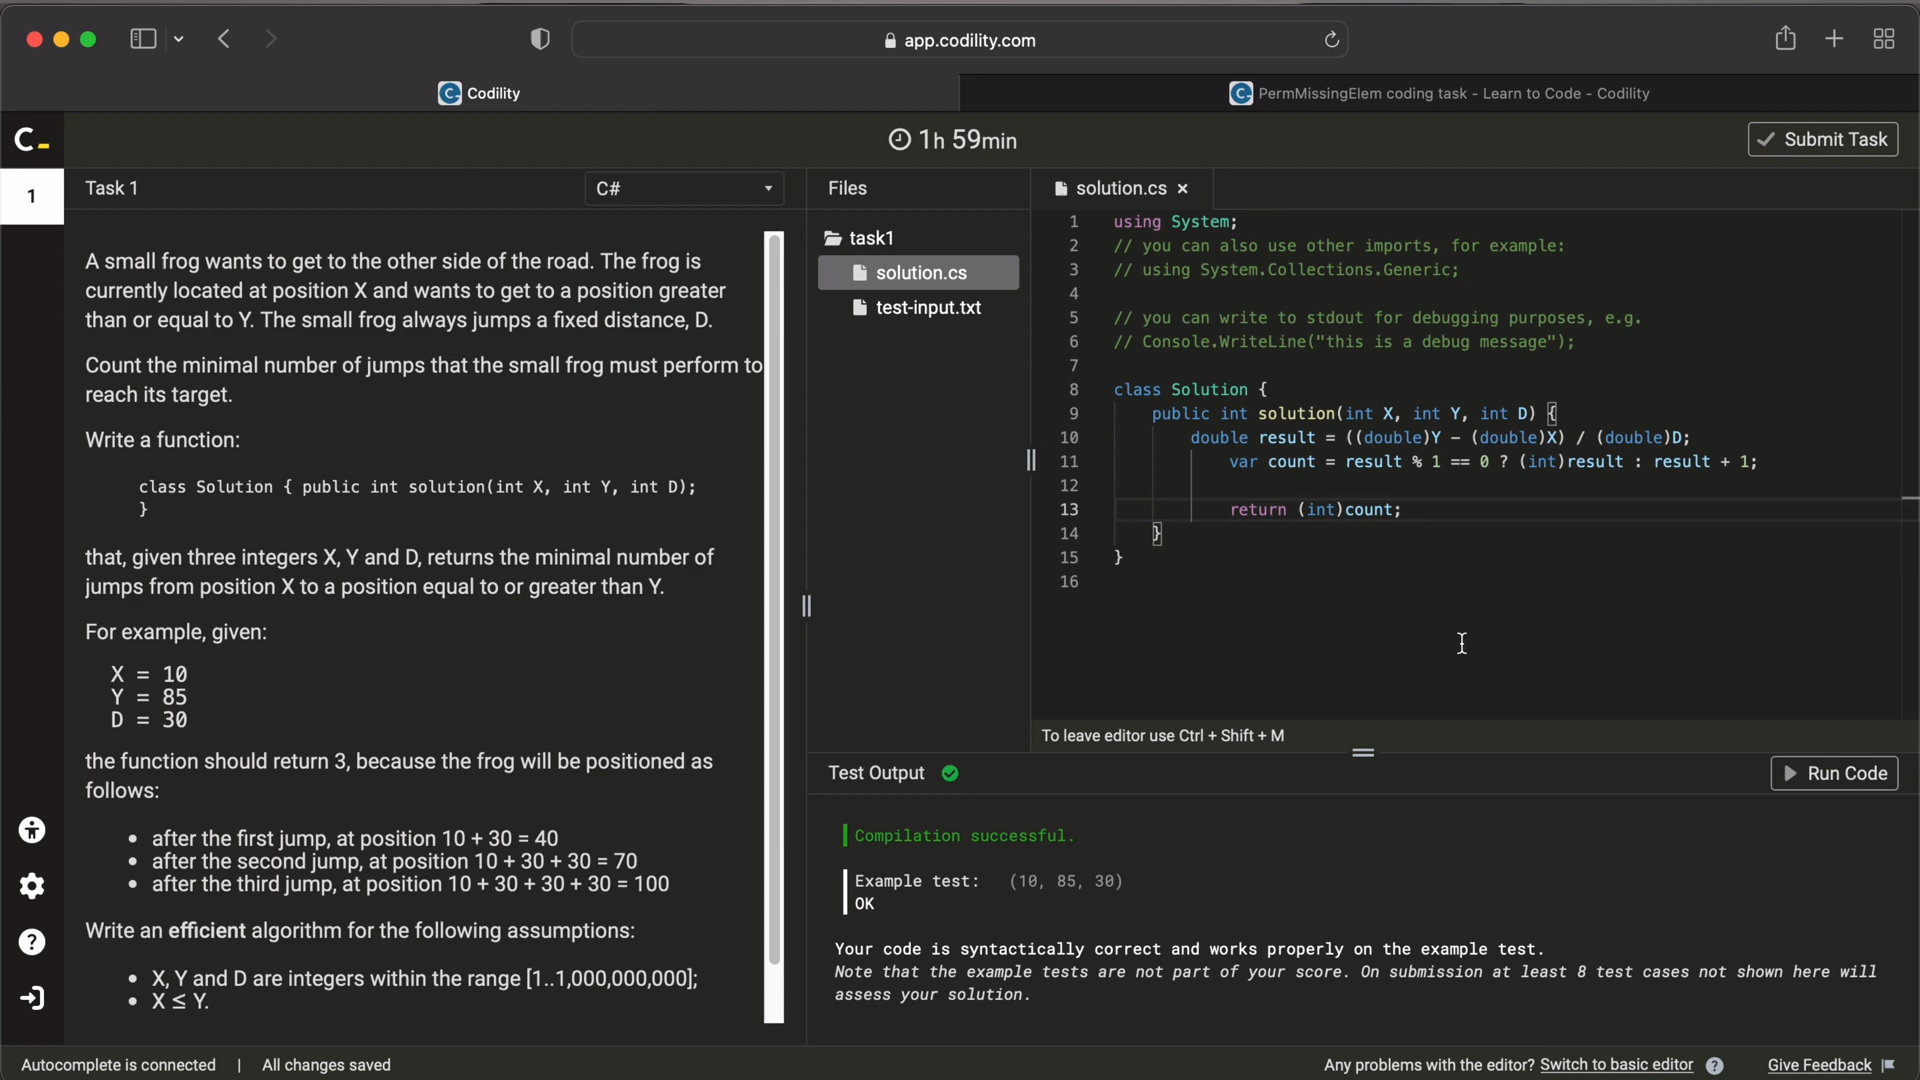 app.codility.com
Codility
PermMissingElem coding task - Learn to Code - Codility
1h 59min
Submit Task
1
Task 1
C#
A small frog wants to get to the other side of the road. The frog is
currently located at position X and wants to get to a position greater
than or equal to Y. The small frog always jumps a fixed distance, D.
Count the minimal number of jumps that the small frog must perform to
reach its target.
Write a function:
class Solution { public int solution(int X, int Y, int D);
}
that, given three integers X, Y and D, returns the minimal number of
jumps from position X to a position equal to or greater than Y.
For example, given:
X = 10
Y = 85
D = 30
the function should return 3, because the frog will be positioned as
follows:
• after the first jump, at position 10 + 30 = 40
• after the second jump, at position 10 + 30 + 30 = 70
• after the third jump, at position 10 + 30 + 30 + 30 = 100
Write an efficient algorithm for the following assumptions:
• X, Y and D are integers within the range [1..1,000,000,000];
• X ≤ Y.
Files
task1
solution.cs
test-input.txt
solution.cs ×
1 using System;
2 // you can also use other imports, for example:
3 // using System.Collections.Generic;
4
5 // you can write to stdout for debugging purposes, e.g.
6 // Console.WriteLine("this is a debug message");
7
8 class Solution {
9 public int solution(int X, int Y, int D) {
10 double result = ((double)Y - (double)X) / (double)D;
11 var count = result % 1 == 0 ? (int)result : result + 1;
12
13 return (int)count;
14 }
15 }
16
To leave editor use Ctrl + Shift + M
Test Output
Run Code
Compilation successful.
Example test: (10, 85, 30)
OK
Your code is syntactically correct and works properly on the example test.
Note that the example tests are not part of your score. On submission at least 8 test cases not shown here will
assess your solution.
Autocomplete is connected | All changes saved
Any problems with the editor? Switch to basic editor ?
Give Feedback